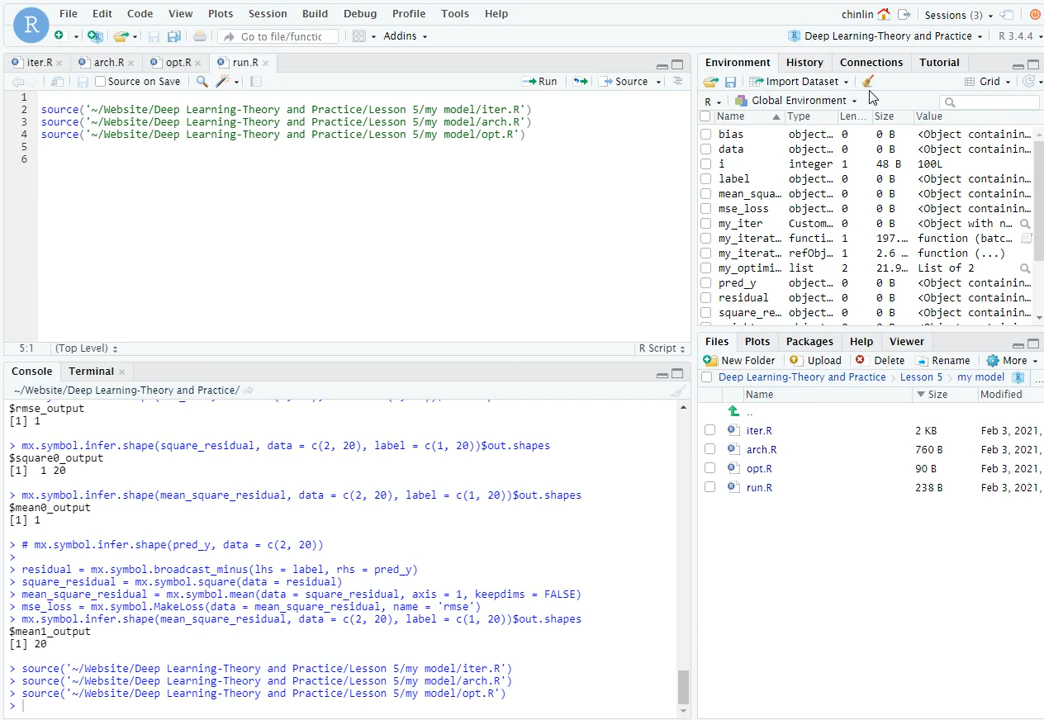 File Edit Code View Plots Session Build Debug Profile Tools Help
chinlin Sessions (3)
R
Go to file/functic
Addins
Deep Learning-Theory and Practice R 3.4.4
iter.R arch.R opt.R run.R
Source on Save Run Source
1
2 source('~/Website/Deep Learning-Theory and Practice/Lesson 5/my model/iter.R')
3 source('~/Website/Deep Learning-Theory and Practice/Lesson 5/my model/arch.R')
4 source('~/Website/Deep Learning-Theory and Practice/Lesson 5/my model/opt.R')
5
6
5:1 (Top Level) R Script
Console Terminal
~/Website/Deep Learning-Theory and Practice/
$rmse_output
[1] 1
> mx.symbol.infer.shape(square_residual, data = c(2, 20), label = c(1, 20))$out.shapes
$square0_output
[1] 1 20
> mx.symbol.infer.shape(mean_square_residual, data = c(2, 20), label = c(1, 20))$out.shapes
$mean0_output
[1] 1
> # mx.symbol.infer.shape(pred_y, data = c(2, 20))
>
> residual = mx.symbol.broadcast_minus(lhs = label, rhs = pred_y)
> square_residual = mx.symbol.square(data = residual)
> mean_square_residual = mx.symbol.mean(data = square_residual, axis = 1, keepdims = FALSE)
> mse_loss = mx.symbol.MakeLoss(data = mean_square_residual, name = 'rmse')
> mx.symbol.infer.shape(mean_square_residual, data = c(2, 20), label = c(1, 20))$out.shapes
$mean1_output
[1] 20
> source('~/Website/Deep Learning-Theory and Practice/Lesson 5/my model/iter.R')
> source('~/Website/Deep Learning-Theory and Practice/Lesson 5/my model/arch.R')
> source('~/Website/Deep Learning-Theory and Practice/Lesson 5/my model/opt.R')
>
Environment History Connections Tutorial
Import Dataset Grid
R Global Environment
Name Type Len... Size Value
bias object... 0 0 B <Object containin...
data object... 0 0 B <Object containin...
i integer 1 48 B 100L
label object... 0 0 B <Object containin...
mean_squa... object... 0 0 B <Object containin...
mse_loss object... 0 0 B <Object containin...
my_iter Custom... 0 0 B <Object with n...
my_iterat... functi... 1 197... function (batc...
my_iterat... refObj... 1 2.6 ... function (...)
my_optimi... list 2 21.9... List of 2
pred_y object... 0 0 B <Object containin...
residual object... 0 0 B <Object containin...
square_re... object... 0 0 B <Object containin...
Files Plots Packages Help Viewer
New Folder Upload Delete Rename More
Deep Learning-Theory and Practice Lesson 5 my model R ...
Name Size Modified
..
iter.R 2 KB Feb 3, 2021,
arch.R 760 B Feb 3, 2021,
opt.R 90 B Feb 3, 2021,
run.R 238 B Feb 3, 2021,